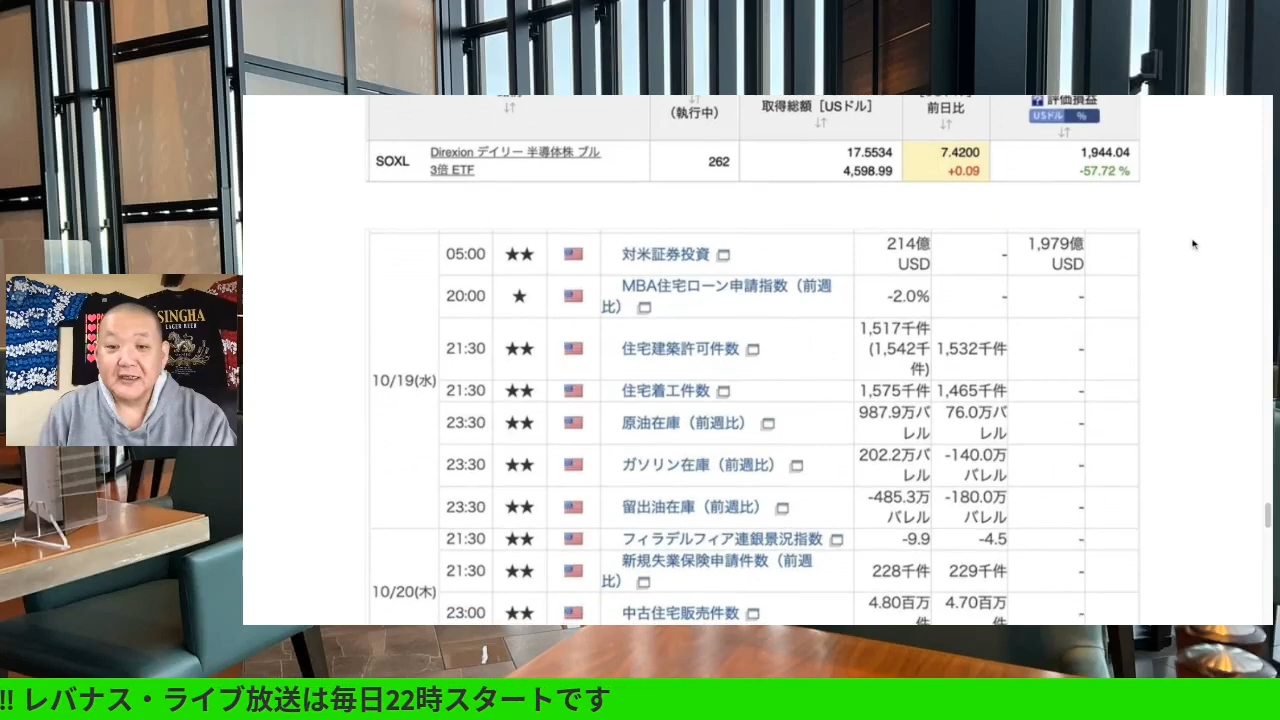 (執行中)
取得総額 [USドル]
前日比
評価損益
USドル %
SOXL
Direxion デイリー 半導体株 ブル
3倍 ETF
262
17.5534
4,598.99
7.4200
+0.09
1,944.04
-57.72 %
10/19(水)
05:00 ★★ 対米証券投資 214億 USD - 1,979億 USD
20:00 ★ MBA住宅ローン申請指数（前週比） -2.0% - -
21:30 ★★ 住宅建築許可件数 1,517千件 (1,542千件) 1,532千件 -
21:30 ★★ 住宅着工件数 1,575千件 1,465千件 -
23:30 ★★ 原油在庫（前週比） 987.9万バレル 76.0万バレル -
23:30 ★★ ガソリン在庫（前週比） 202.2万バレル -140.0万バレル -
23:30 ★★ 留出油在庫（前週比） -485.3万バレル -180.0万バレル -
10/20(木)
21:30 ★★ フィラデルフィア連銀景況指数 -9.9 -4.5 -
21:30 ★★ 新規失業保険申請件数（前週比） 228千件 229千件 -
23:00 ★★ 中古住宅販売件数 4.80百万件 4.70百万件 -
SINGHA
LAGER BEER
!! レバナス・ライブ放送は毎日22時スタートです